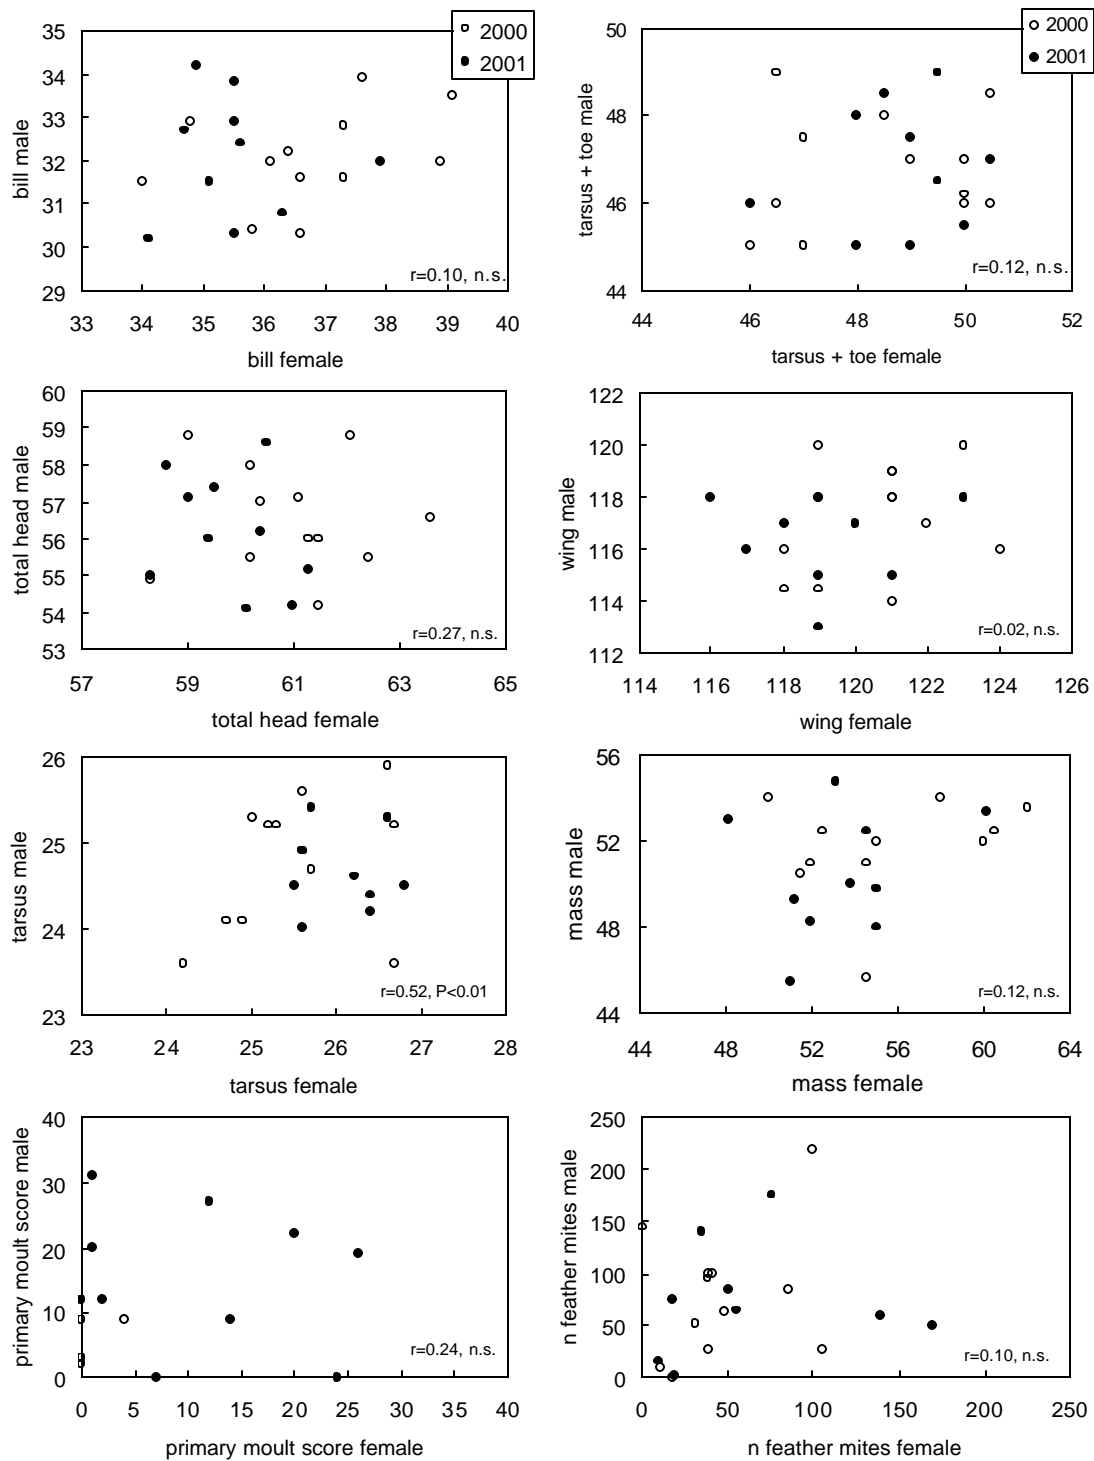 2000
2001
35
34
33
32
31
30
29
33 34 35 36 37 38 39 40
bill male
bill female
r=0.10, n.s.
2000
2001
50
48
46
44
44 46 48 50 52
tarsus + toe male
tarsus + toe female
r=0.12, n.s.
60
59
58
57
56
55
54
53
57 59 61 63 65
total head male
total head female
r=0.27, n.s.
122
120
118
116
114
112
114 116 118 120 122 124 126
wing male
wing female
r=0.02, n.s.
26
25
24
23
23 24 25 26 27 28
tarsus male
tarsus female
r=0.52, P<0.01
56
52
48
44
44 48 52 56 60 64
mass male
mass female
r=0.12, n.s.
40
30
20
10
0
0 5 10 15 20 25 30 35 40
primary moult score male
primary moult score female
r=0.24, n.s.
250
200
150
100
50
0
0 50 100 150 200 250
n feather mites male
n feather mites female
r=0.10, n.s.